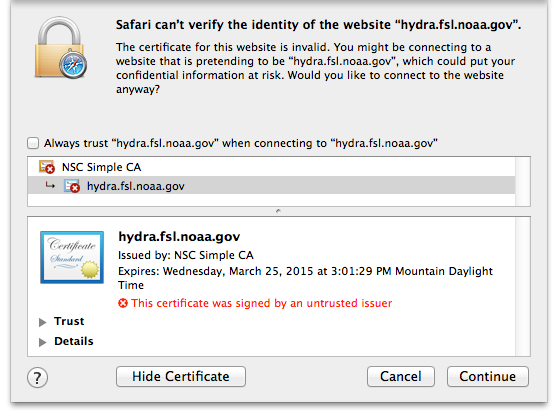 Safari can't verify the identity of the website “hydra.fsl.noaa.gov”.
The certificate for this website is invalid. You might be connecting to a
website that is pretending to be “hydra.fsl.noaa.gov”, which could put your
confidential information at risk. Would you like to connect to the website
anyway?
Always trust “hydra.fsl.noaa.gov” when connecting to “hydra.fsl.noaa.gov”
NSC Simple CA
hydra.fsl.noaa.gov
Certificate
Standard
hydra.fsl.noaa.gov
Issued by: NSC Simple CA
Expires: Wednesday, March 25, 2015 at 3:01:29 PM Mountain Daylight
Time
This certificate was signed by an untrusted issuer
Trust
Details
?
Hide Certificate
Cancel
Continue